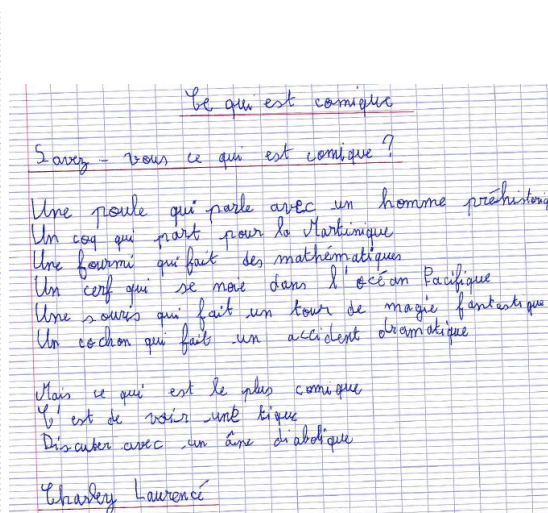 Ce qui est comique
Savez-vous ce qui est comique ?
Une poule qui parle avec un homme préhistoriq
Un coq qui part pour la Martinique
Une fourmi qui fait des mathématiques
Un cerf qui se noie dans l'océan Pacifique
Une souris qui fait un tour de magie fantastique
Un cochon qui fait un accident dramatique
Mais ce qui est le plus comique
C'est de voir une tique
Discuter avec un âne diabolique
Charley Laurencé